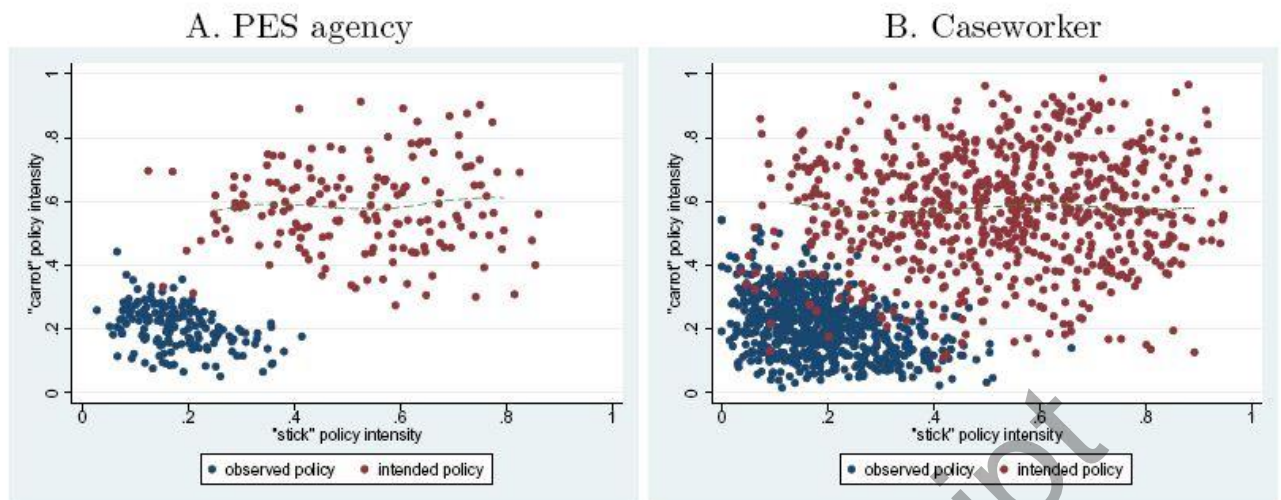 A. PES agency
B. Caseworker
"carrot" policy intensity
0 .2 .4 .6 .8 1
0 .2 .4 .6 .8 1
"stick" policy intensity
observed policy intended policy
"carrot" policy intensity
0 .2 .4 .6 .8 1
0 .2 .4 .6 .8 1
"stick" policy intensity
observed policy intended policy
ript